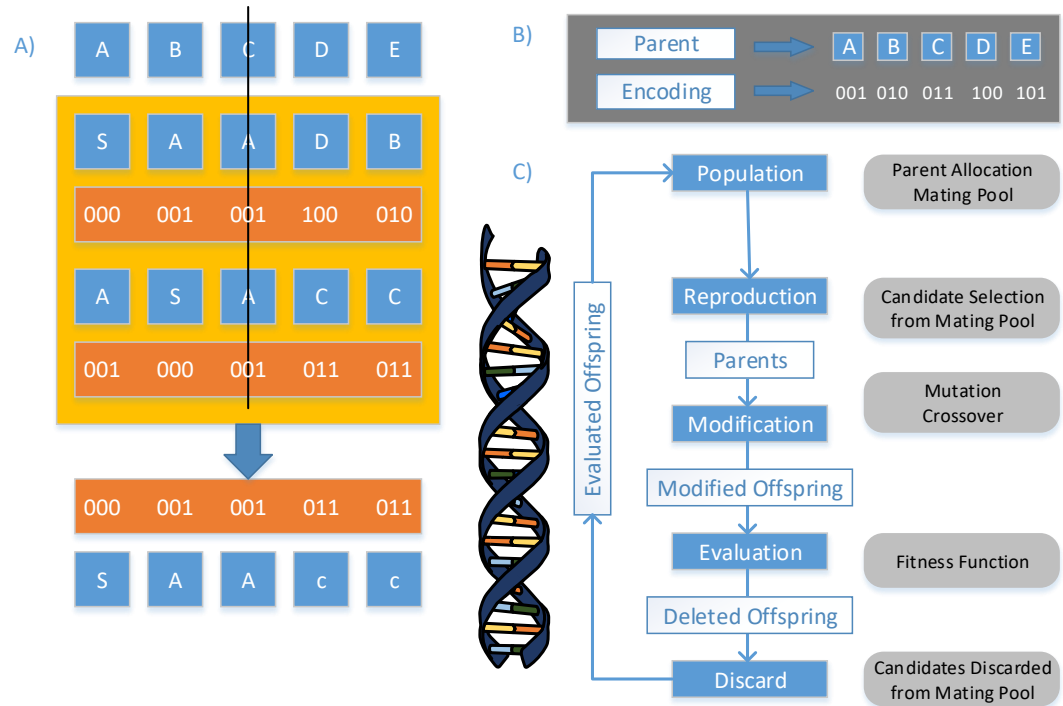 A)
A B C D E
S A A D B
000 001 001 100 010
A S A C C
001 000 001 011 011
000 001 001 011 011
S A A c c
B)
Parent A B C D E
Encoding 001 010 011 100 101
C)
Population
Parent Allocation
Mating Pool
Reproduction
Candidate Selection
from Mating Pool
Parents
Modification
Mutation
Crossover
Modified Offspring
Evaluation
Fitness Function
Deleted Offspring
Discard
Candidates Discarded
from Mating Pool
Evaluated Offspring